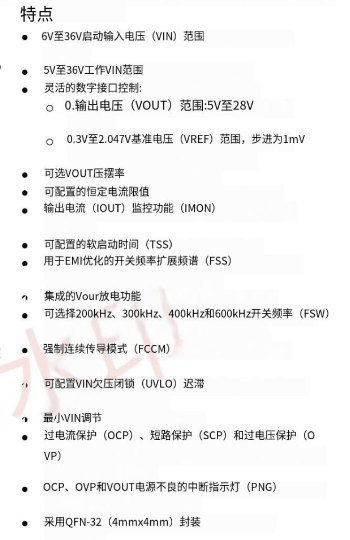 特点
6V至36V启动输入电压（VIN）范围
5V至36V工作VIN范围
灵活的数字接口控制:
0.输出电压（VOUT）范围:5V至28V
0.3V至2.047V基准电压（VREF）范围，步进为1mV
可选VOUT压摆率
可配置的恒定电流限值
输出电流（IOUT）监控功能（IMON）
可配置的软启动时间（TSS）
用于EMI优化的开关频率扩展频谱（FSS）
集成的Vour放电功能
可选择200kHz、300kHz、400kHz和600kHz开关频率（FSW）
强制连续传导模式（FCCM）
可配置VIN欠压闭锁（UVLO）迟滞
最小VIN调节
过电流保护（OCP）、短路保护（SCP）和过电压保护（O
VP）
OCP、OVP和VOUT电源不良的中断指示灯（PNG）
采用QFN-32（4mmx4mm）封装
水印